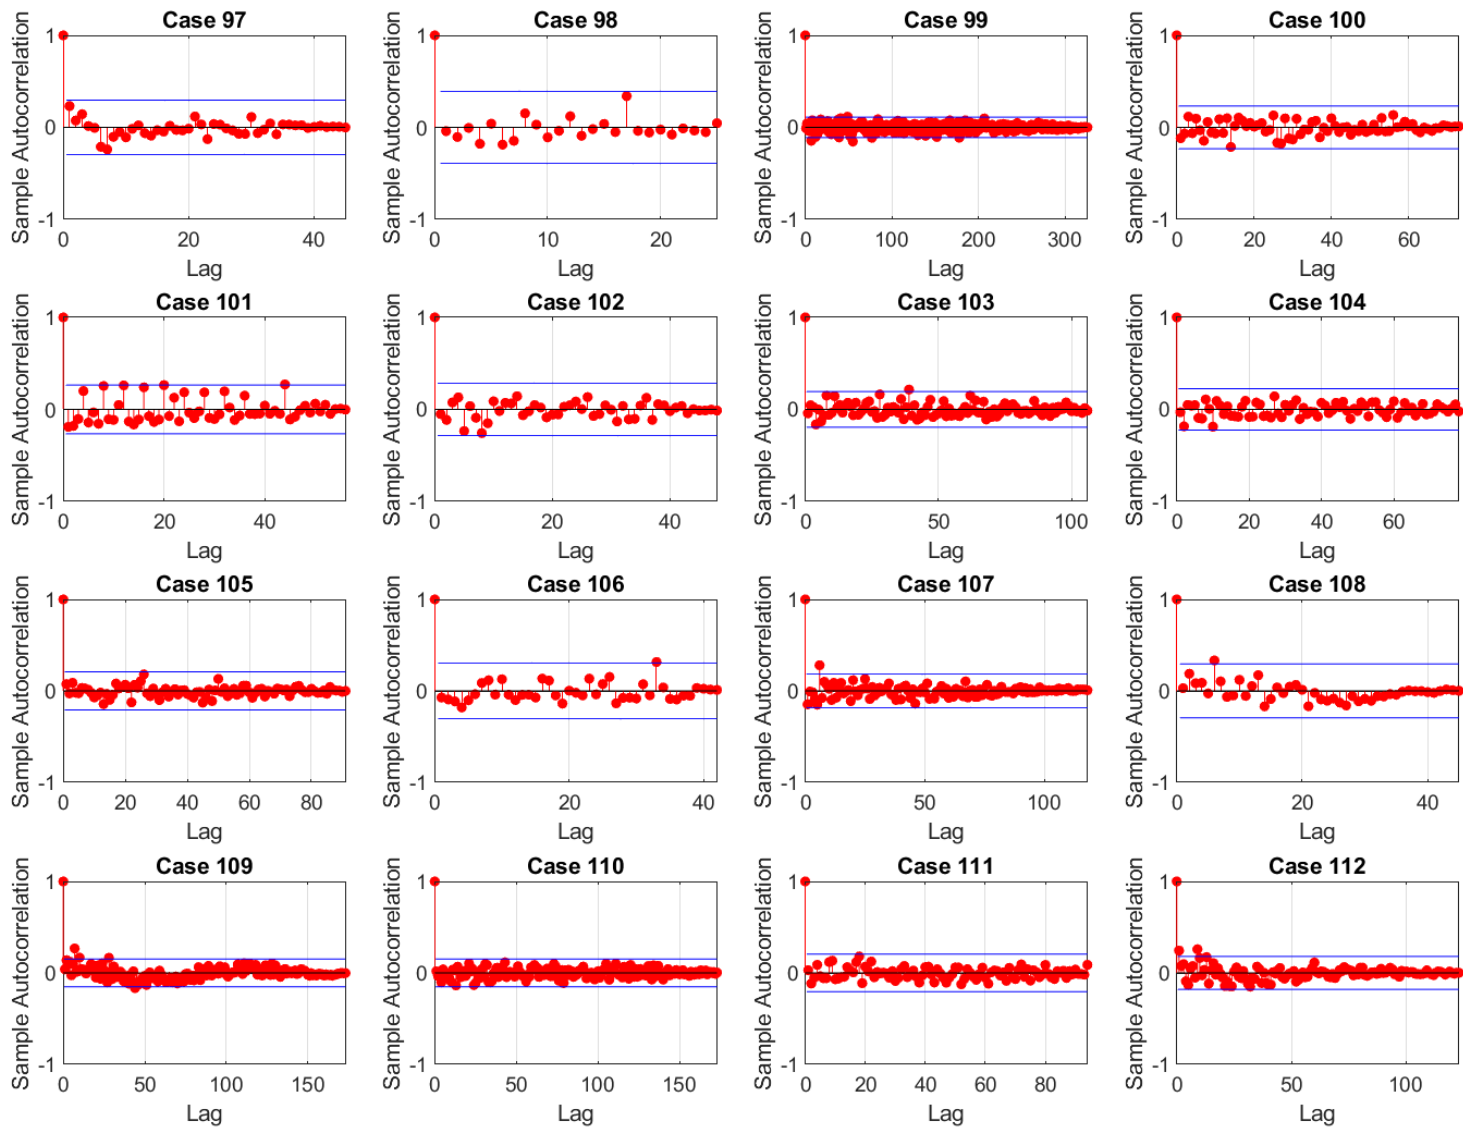 Case 97
Sample Autocorrelation
1
0
-1
0 20 40
Lag
Case 98
Sample Autocorrelation
1
0
-1
0 10 20
Lag
Case 99
Sample Autocorrelation
1
0
-1
0 100 200 300
Lag
Case 100
Sample Autocorrelation
1
0
-1
0 20 40 60
Lag
Case 101
Sample Autocorrelation
1
0
-1
0 20 40
Lag
Case 102
Sample Autocorrelation
1
0
-1
0 20 40
Lag
Case 103
Sample Autocorrelation
1
0
-1
0 50 100
Lag
Case 104
Sample Autocorrelation
1
0
-1
0 20 40 60
Lag
Case 105
Sample Autocorrelation
1
0
-1
0 20 40 60 80
Lag
Case 106
Sample Autocorrelation
1
0
-1
0 20 40
Lag
Case 107
Sample Autocorrelation
1
0
-1
0 50 100
Lag
Case 108
Sample Autocorrelation
1
0
-1
0 20 40
Lag
Case 109
Sample Autocorrelation
1
0
-1
0 50 100 150
Lag
Case 110
Sample Autocorrelation
1
0
-1
0 50 100 150
Lag
Case 111
Sample Autocorrelation
1
0
-1
0 20 40 60 80
Lag
Case 112
Sample Autocorrelation
1
0
-1
0 50 100
Lag